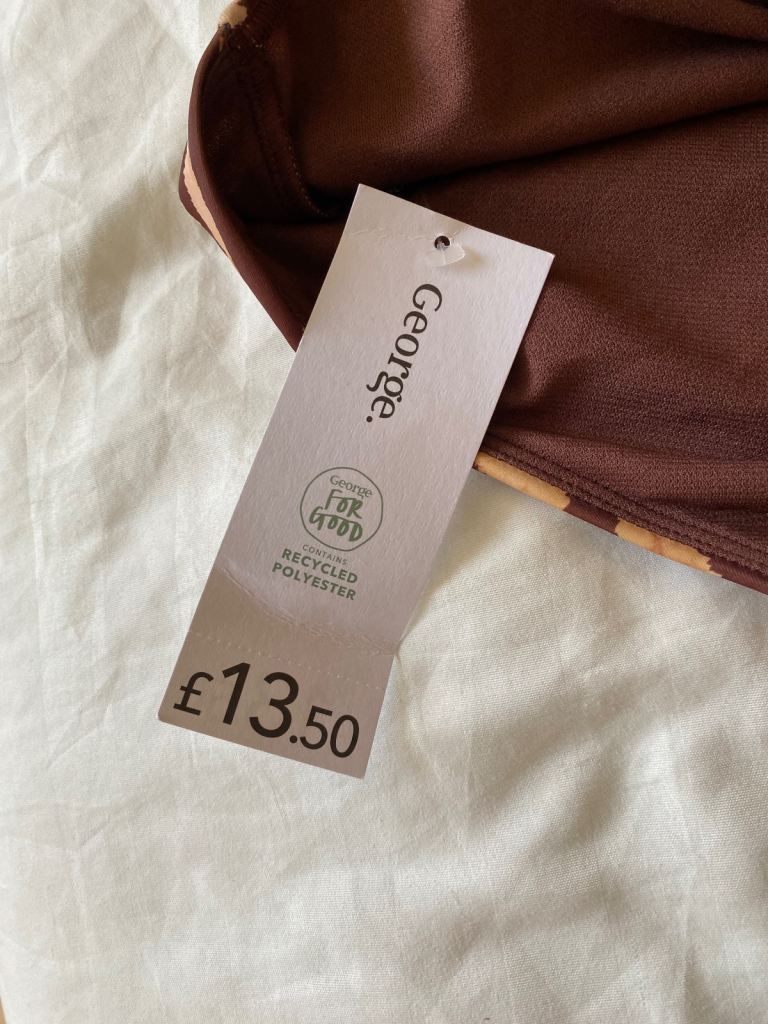 George.
George
FOR
GOOD
CONTAINS
RECYCLED
POLYESTER
£13.50